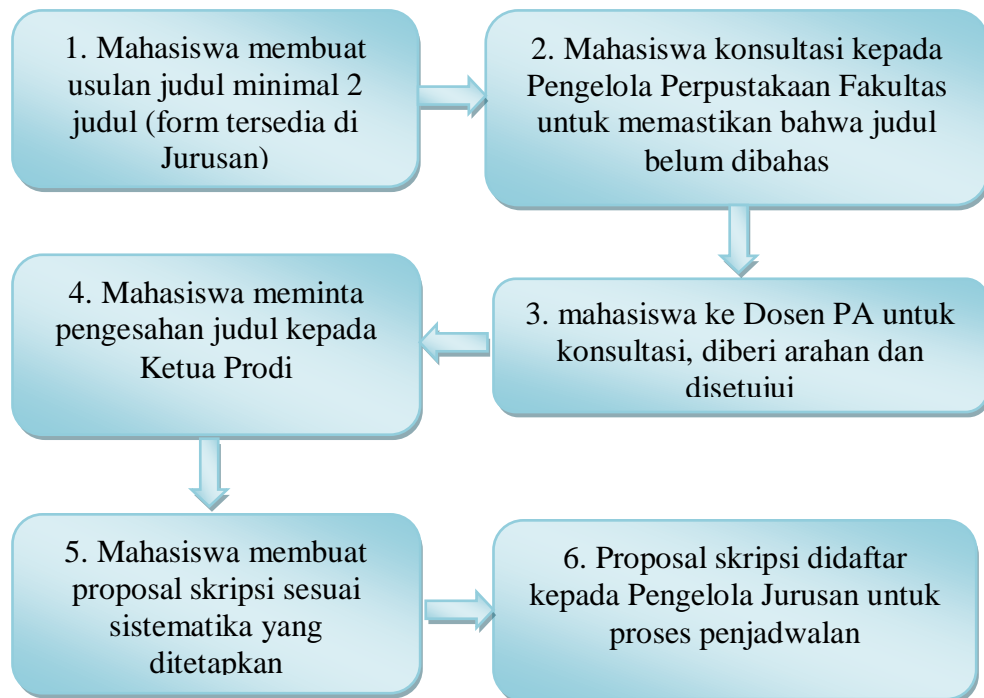 1. Mahasiswa membuat
usulan judul minimal 2
judul (form tersedia di
Jurusan)
2. Mahasiswa konsultasi kepada
Pengelola Perpustakaan Fakultas
untuk memastikan bahwa judul
belum dibahas
3. mahasiswa ke Dosen PA untuk
konsultasi, diberi arahan dan
disetujui
4. Mahasiswa meminta
pengesahan judul kepada
Ketua Prodi
5. Mahasiswa membuat
proposal skripsi sesuai
sistematika yang
ditetapkan
6. Proposal skripsi didaftar
kepada Pengelola Jurusan untuk
proses penjadwalan